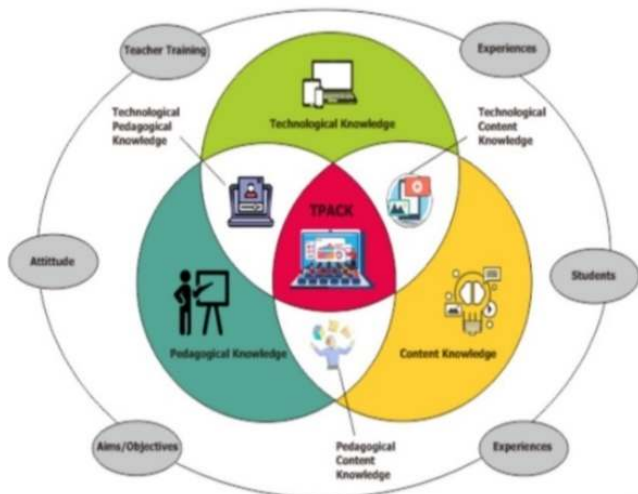 Teacher Training
Experiences
Technological
Pedagogical
Knowledge
Technological Knowledge
Technological
Content
Knowledge
TPACK
Attittude
Students
Pedagogical Knowledge
Content Knowledge
Aims/Objectives
Pedagogical
Content
Knowledge
Experiences